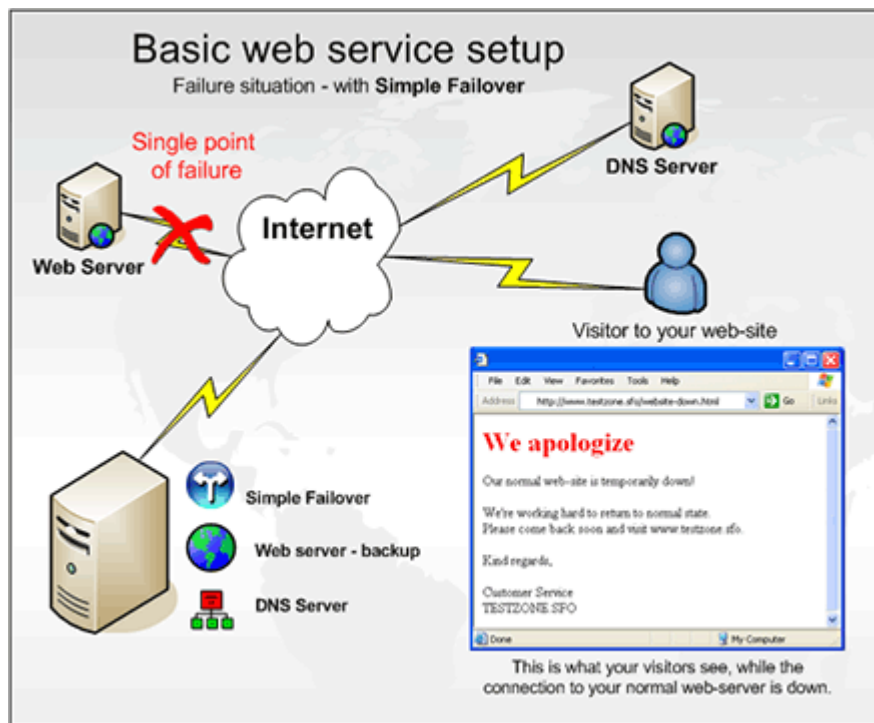 Basic web service setup
Failure situation - with Simple Failover
Single point
of failure
DNS Server
Internet
Web Server
Visitor to your web-site
File Edit View Favorites Tools Help
Address http://www.testzone.sfo/website-down.html Go Links
We apologize
Our normal web-site is temporarily down!
We're working hard to return to normal state.
Please come back soon and visit www.testzone.sfo.
Kind regards,
Customer Service
TESTZONE SFO
Done My Computer
Simple Failover
Web server - backup
DNS Server
This is what your visitors see, while the
connection to your normal web-server is down.